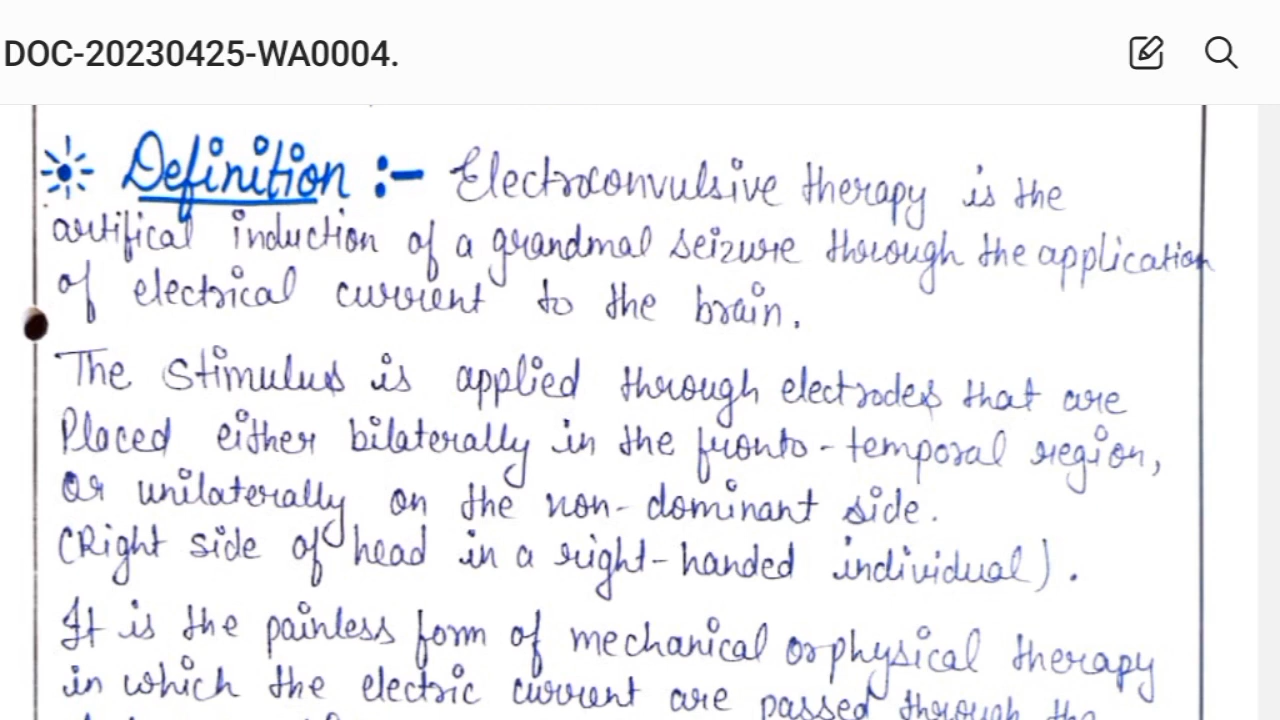 DOC-20230425-WA0004.
Definition :- Electroconvulsive therapy is the
artifical induction of a grandmal seizure through the application
of electrical current to the brain.
The stimulus is applied through electrodes that are
Placed either bilaterally in the fronto-temporal region,
or unilaterally on the non-dominant side.
(Right side of head in a right-handed individual).
It is the painless form of mechanical or physical therapy
in which the electric current are passed through the